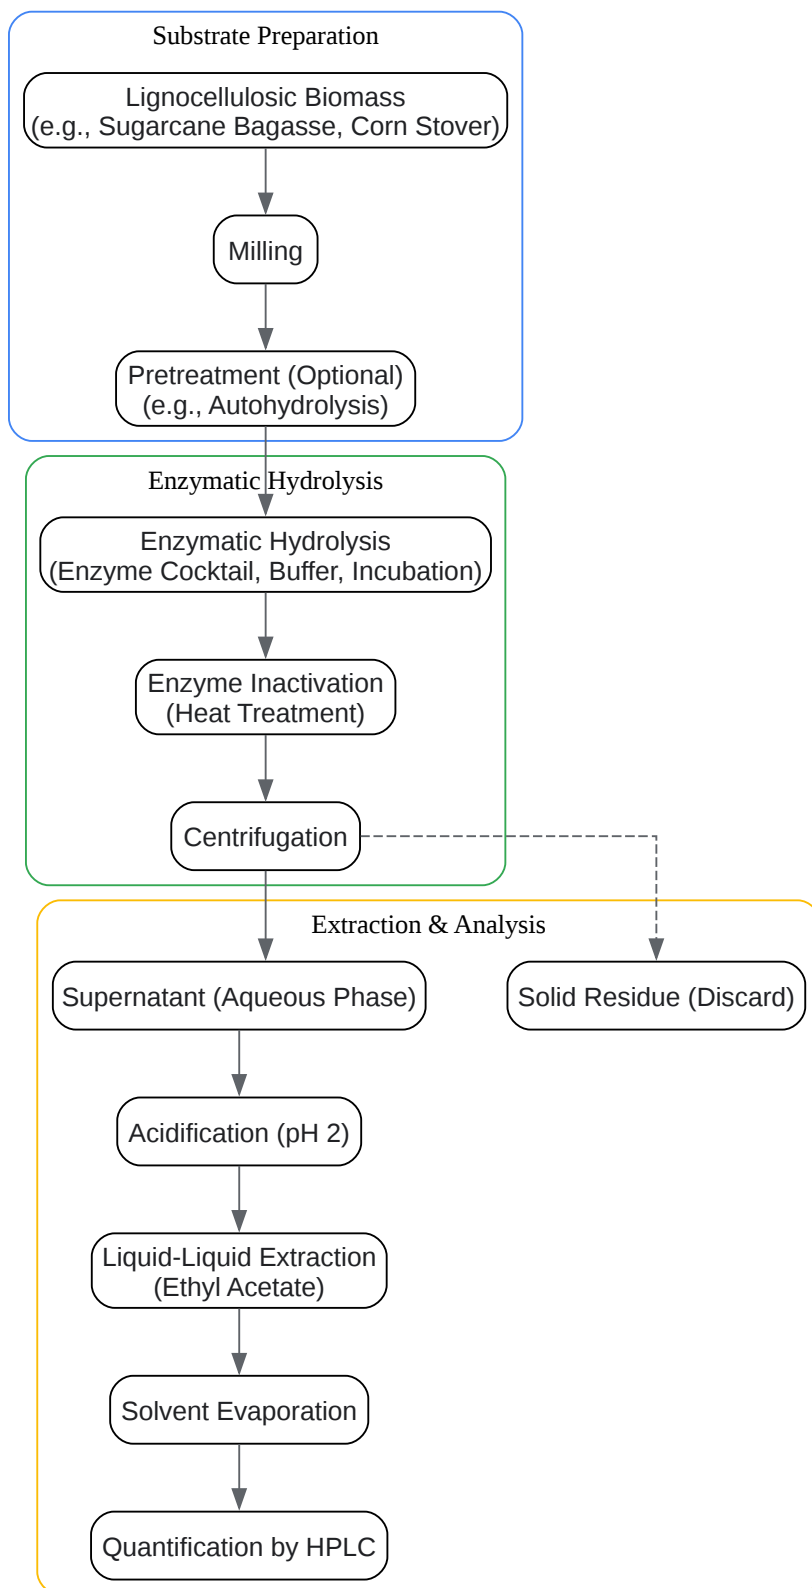 Substrate Preparation
Lignocellulosic Biomass
(e.g., Sugarcane Bagasse, Corn Stover)
Milling
Pretreatment (Optional)
(e.g., Autohydrolysis)
Enzymatic Hydrolysis
Enzymatic Hydrolysis
(Enzyme Cocktail, Buffer, Incubation)
Enzyme Inactivation
(Heat Treatment)
Centrifugation
Extraction & Analysis
Supernatant (Aqueous Phase)
Solid Residue (Discard)
Acidification (pH 2)
Liquid-Liquid Extraction
(Ethyl Acetate)
Solvent Evaporation
Quantification by HPLC